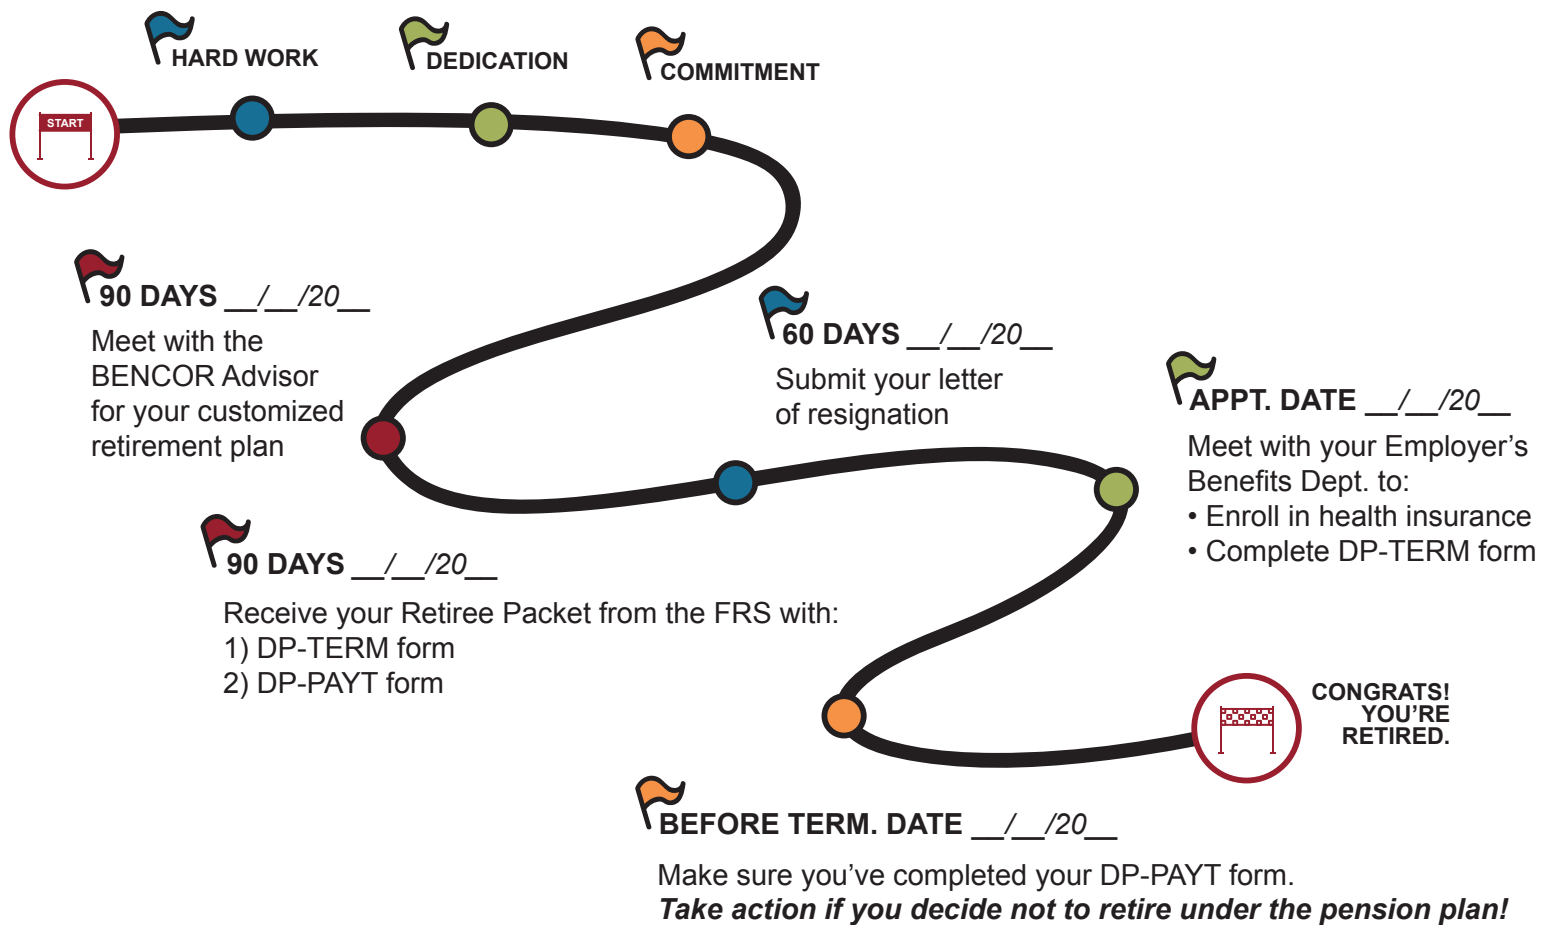 HARD WORK
DEDICATION
COMMITMENT
START
90 DAYS __/__/20__
Meet with the
BENCOR Advisor
for your customized
retirement plan
60 DAYS __/__/20__
Submit your letter
of resignation
APPT. DATE __/__/20__
Meet with your Employer’s
Benefits Dept. to:
• Enroll in health insurance
• Complete DP-TERM form
90 DAYS __/__/20__
Receive your Retiree Packet from the FRS with:
1) DP-TERM form
2) DP-PAYT form
CONGRATS!
YOU’RE
RETIRED.
BEFORE TERM. DATE __/__/20__
Make sure you’ve completed your DP-PAYT form.
Take action if you decide not to retire under the pension plan!